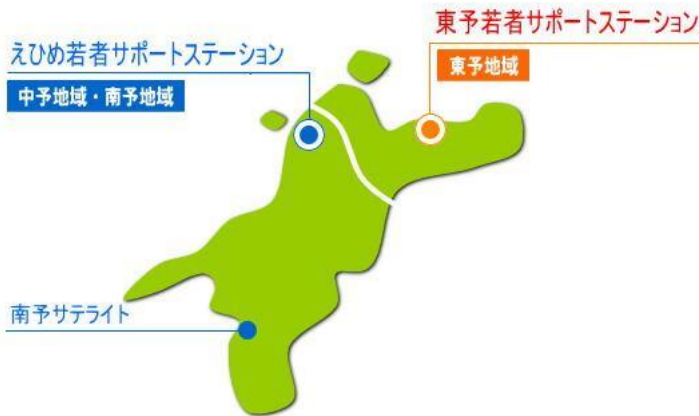 東予若者サポートステーション
東予地域
えひめ若者サポートステーション
中予地域・南予地域
南予サテライト